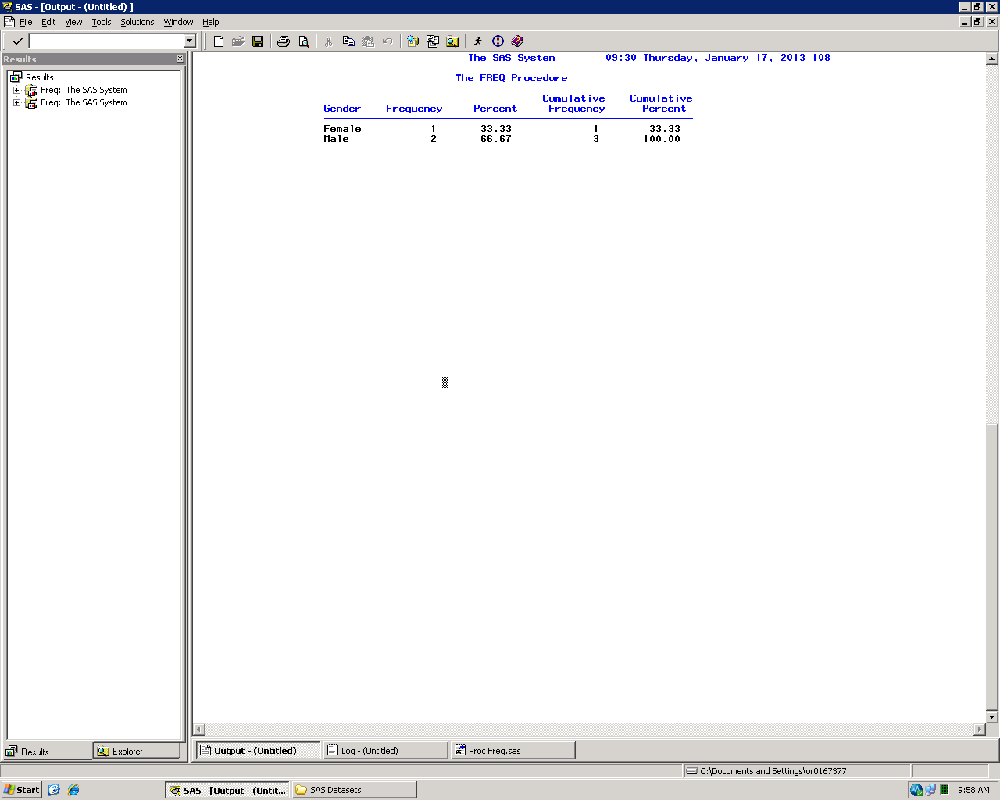 SAS - [Output - (Untitled) ]
File Edit View Tools Solutions Window Help
Results
Results
Freq: The SAS System
Freq: The SAS System
The SAS System 09:30 Thursday, January 17, 2013 108
The FREQ Procedure
Cumulative Cumulative
Gender Frequency Percent Frequency Percent
Female 1 33.33 1 33.33
Male 2 66.67 3 100.00
Results Explorer
Output - (Untitled) Log - (Untitled) Proc Freq.sas
C:\Documents and Settings\or0167377
Start SAS - [Output - (Untit... SAS Datasets 9:58 AM